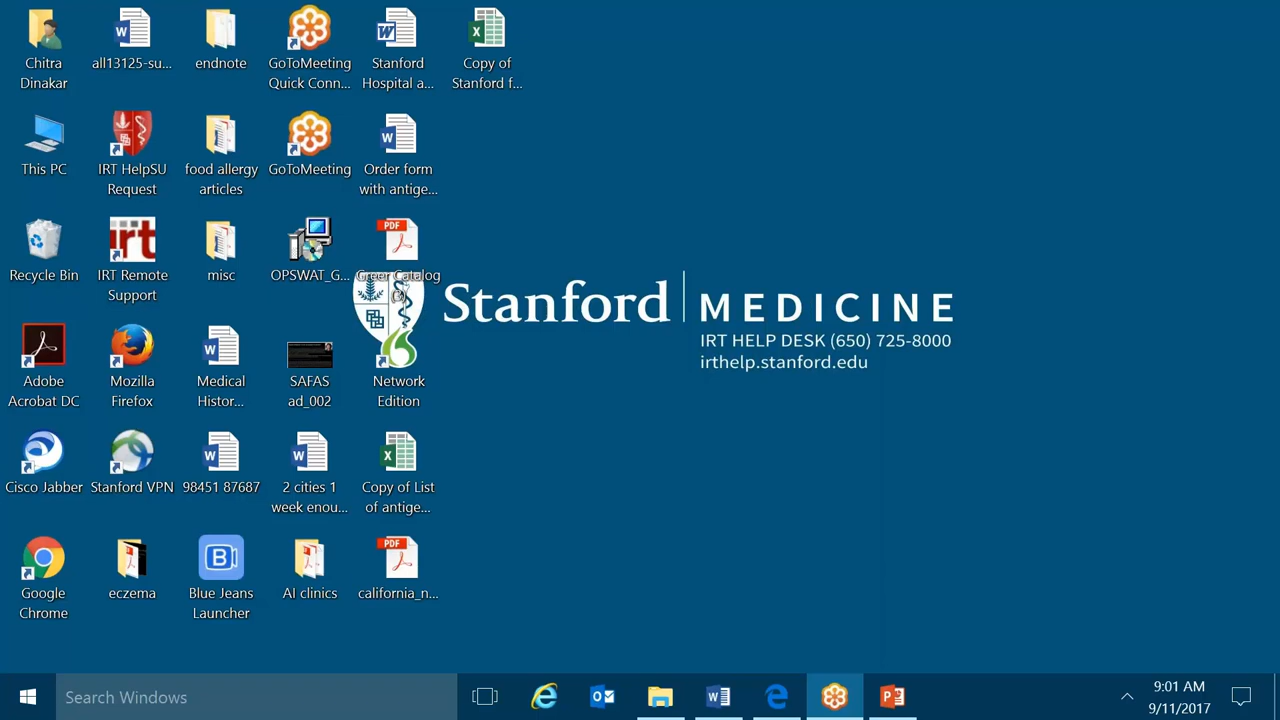 Chitra
Dinakar
all13125-su...
endnote
GoToMeeting
Quick Conn...
Stanford
Hospital a...
Copy of
Stanford f...
This PC
IRT HelpSU
Request
food allergy
articles
GoToMeeting
Order form
with antige...
Recycle Bin
IRT Remote
Support
misc
OPSWAT_G...
Greer Catalog
Adobe
Acrobat DC
Mozilla
Firefox
Medical
Histor...
SAFAS
ad_002
Network
Edition
Cisco Jabber
Stanford VPN
98451 87687
2 cities 1
week enou...
Copy of List
of antige...
Google
Chrome
eczema
Blue Jeans
Launcher
AI clinics
california_n...
irt
PDF
PDF
Stanford
MEDICINE
IRT HELP DESK (650) 725-8000
irthelp.stanford.edu
Search Windows
9:01 AM
9/11/2017